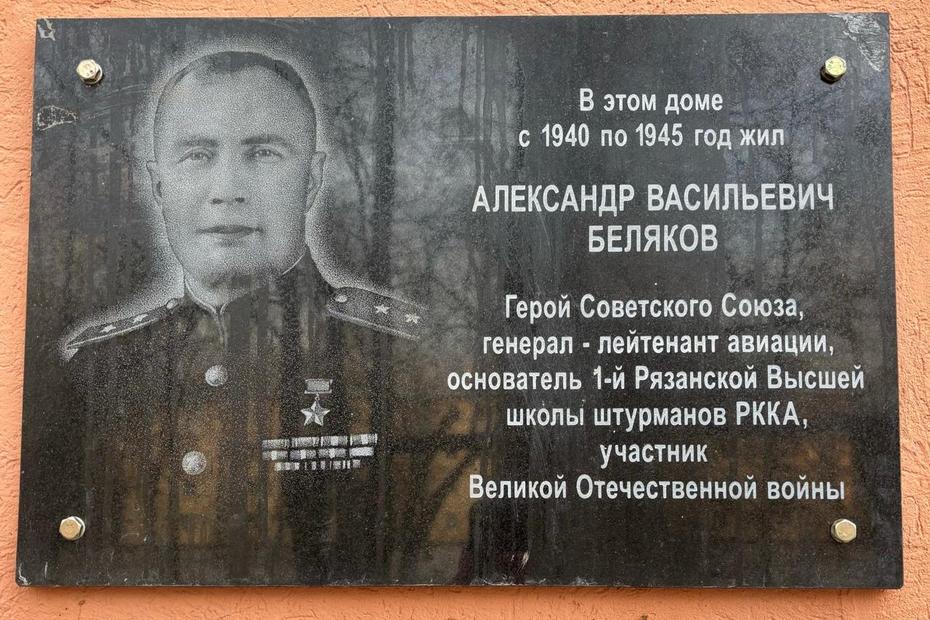 В этом доме
с 1940 по 1945 год жил
АЛЕКСАНДР ВАСИЛЬЕВИЧ
БЕЛЯКОВ
Герой Советского Союза,
генерал - лейтенант авиации,
основатель 1-й Рязанской Высшей
школы штурманов РККА,
участник
Великой Отечественной войны